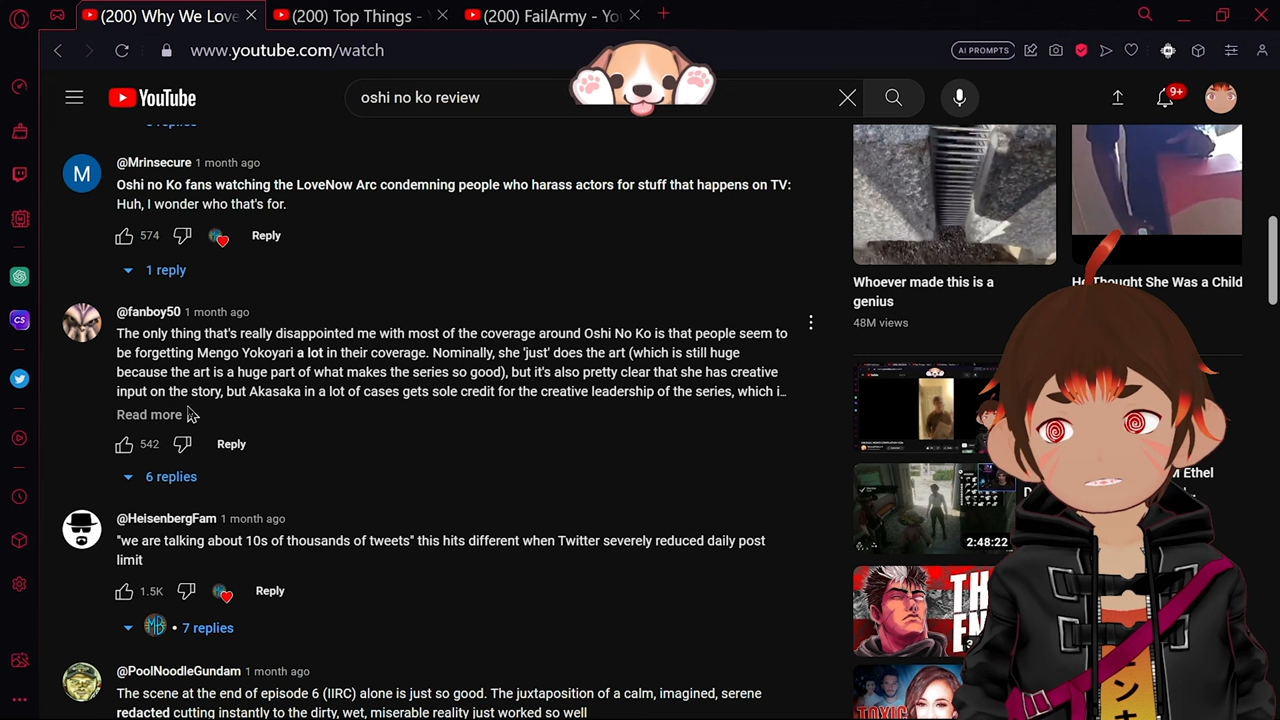 (200) Why We Love
(200) Top Things -
(200) FailArmy - Yo
www.youtube.com/watch
AI PROMPTS
YouTube
oshi no ko review
9+
CS
replies
M
@Mrinsecure 1 month ago
Oshi no Ko fans watching the LoveNow Arc condemning people who harass actors for stuff that happens on TV:
Huh, I wonder who that's for.
574 Reply
1 reply
@fanboy50 1 month ago
The only thing that's really disappointed me with most of the coverage around Oshi No Ko is that people seem to
be forgetting Mengo Yokoyari a lot in their coverage. Nominally, she 'just' does the art (which is still huge
because the art is a huge part of what makes the series so good), but it's also pretty clear that she has creative
input on the story, but Akasaka in a lot of cases gets sole credit for the creative leadership of the series, which i...
Read more
542 Reply
6 replies
@HeisenbergFam 1 month ago
"we are talking about 10s of thousands of tweets" this hits different when Twitter severely reduced daily post
limit
1.5K Reply
MB • 7 replies
@PoolNoodleGundam 1 month ago
The scene at the end of episode 6 (IIRC) alone is just so good. The juxtaposition of a calm, imagined, serene
redacted cutting instantly to the dirty, wet, miserable reality just worked so well
Whoever made this is a
genius
48M views
He Thought She Was a Child
M Ethel
2:48:22
TH
EN
TOXIC
ンナ